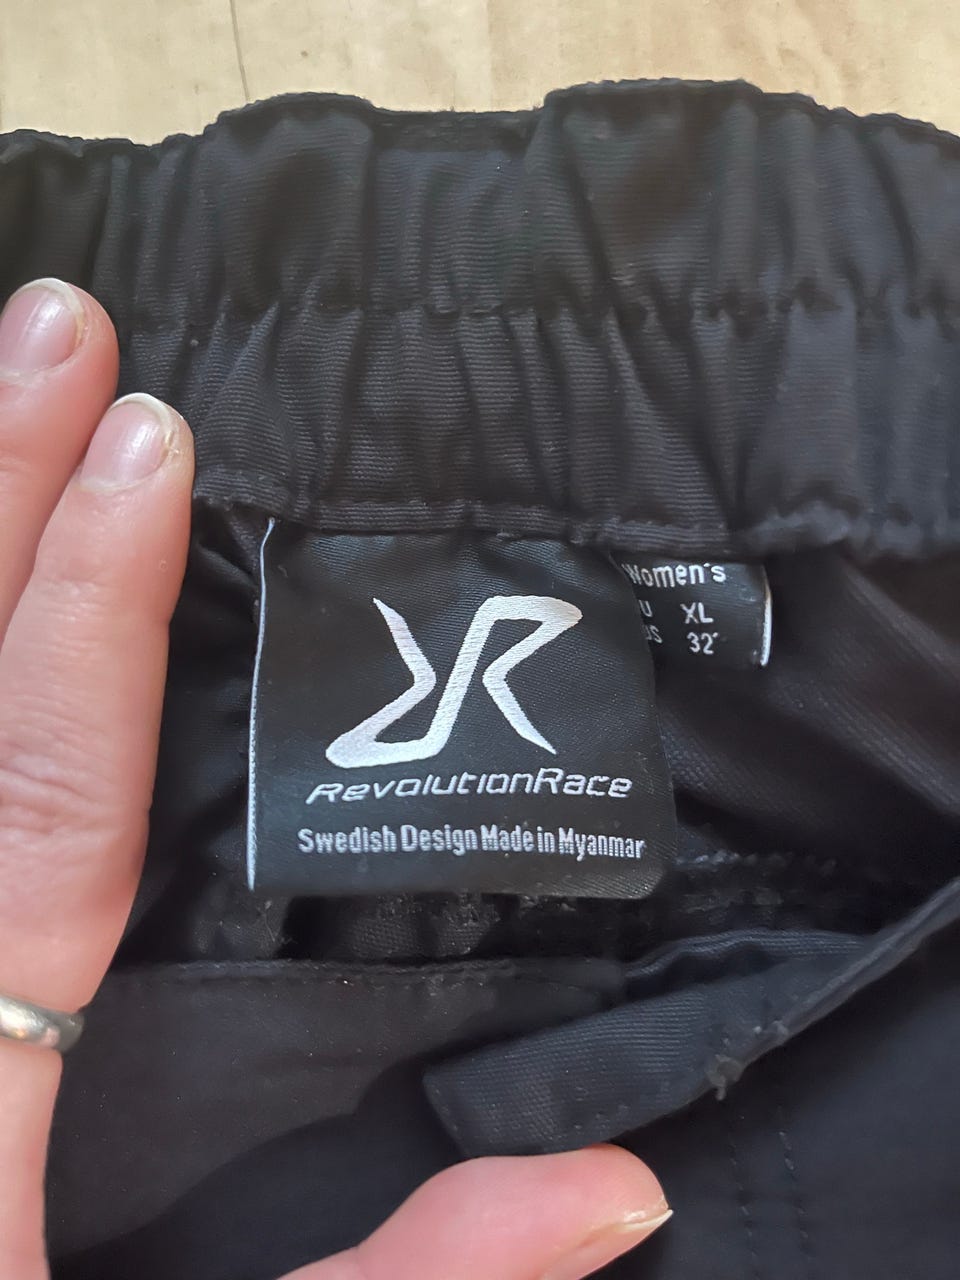 RevolutionRace
Swedish Design Made in Myanmar
Women's
XL
32"